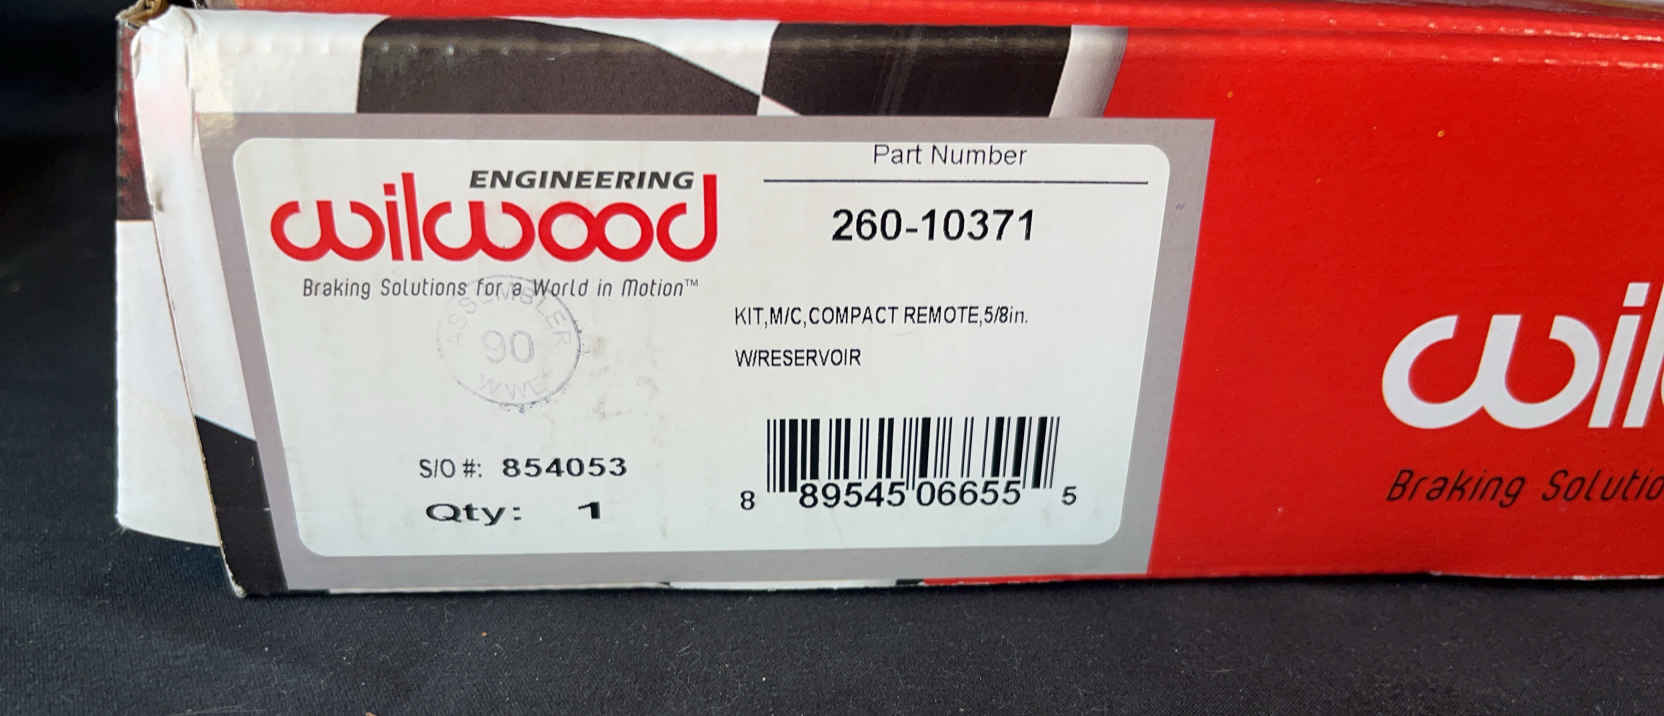 ENGINEERING
wilwood
Braking Solutions for a World in Motion™
Part Number
260-10371
KIT,M/C,COMPACT REMOTE,5/8in.
W/RESERVOIR
ASSEMBLER
90
S/O #: 854053
Qty: 1
8 89545 06655 5
wil
Braking Solutio